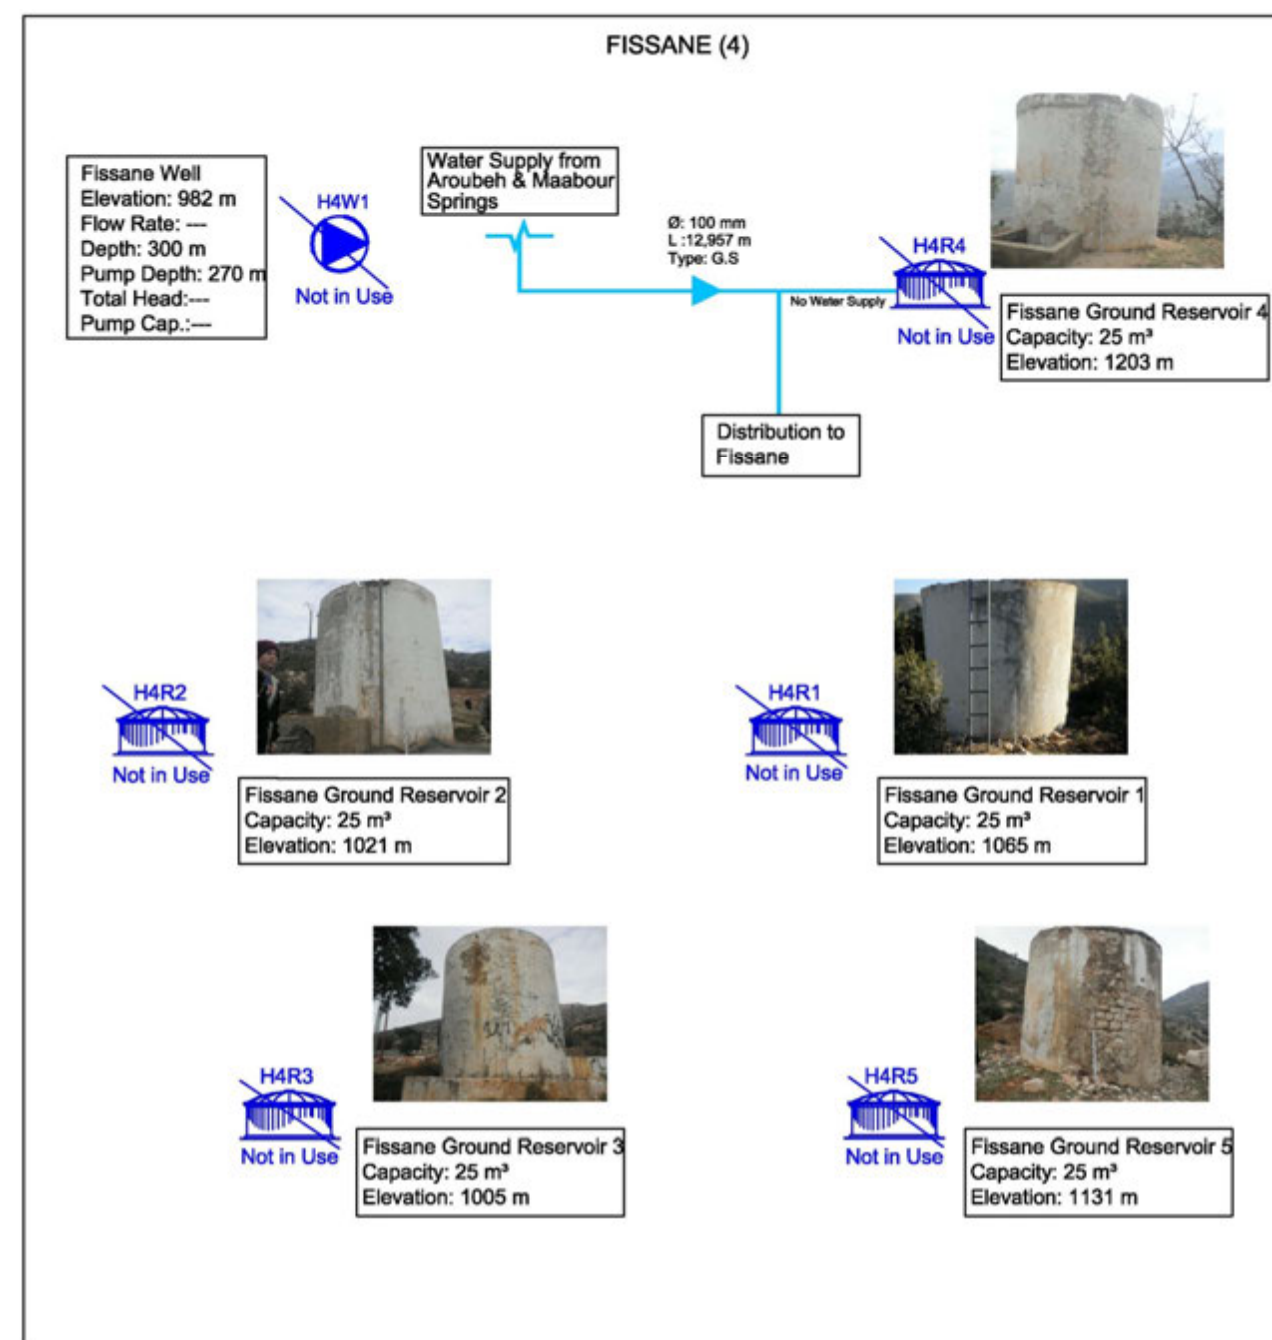 FISSANE (4)
Fissane Well
Elevation: 982 m
Flow Rate: ---
Depth: 300 m
Pump Depth: 270 m
Total Head:---
Pump Cap.:---
H4W1
Not in Use
Water Supply from
Aroubeh & Maabour
Springs
Ø: 100 mm
L :12,957 m
Type: G.S
No Water Supply
H4R4
Not in Use
Fissane Ground Reservoir 4
Capacity: 25 m³
Elevation: 1203 m
Distribution to
Fissane
H4R2
Not in Use
Fissane Ground Reservoir 2
Capacity: 25 m³
Elevation: 1021 m
H4R1
Not in Use
Fissane Ground Reservoir 1
Capacity: 25 m³
Elevation: 1065 m
H4R3
Not in Use
Fissane Ground Reservoir 3
Capacity: 25 m³
Elevation: 1005 m
H4R5
Not in Use
Fissane Ground Reservoir 5
Capacity: 25 m³
Elevation: 1131 m